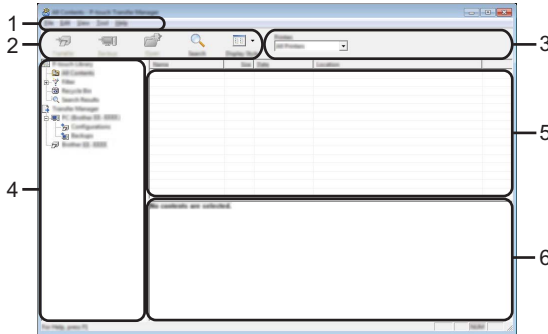 All Contents - P-touch Transfer Manager
File Edit View Tool Help
1
2
3
4
5
6
Transfer Backup Open Search Display Style
Printer
All Printers
P-touch Library
All Contents
Filter
Recycle Bin
Search Results
Transfer Manager
Configurations
Backups
Name Size Date Location
No contents are selected.
For Help, press F1
NUM